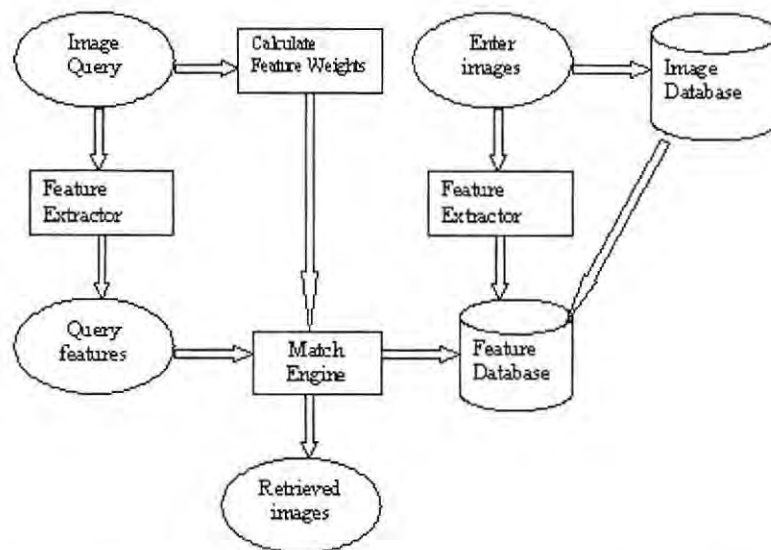 Image
Query
Calculate
Feature Weights
Enter
images
Image
Database
Feature
Extractor
Feature
Extractor
Query
features
Match
Engine
Feature
Database
Retrieved
images